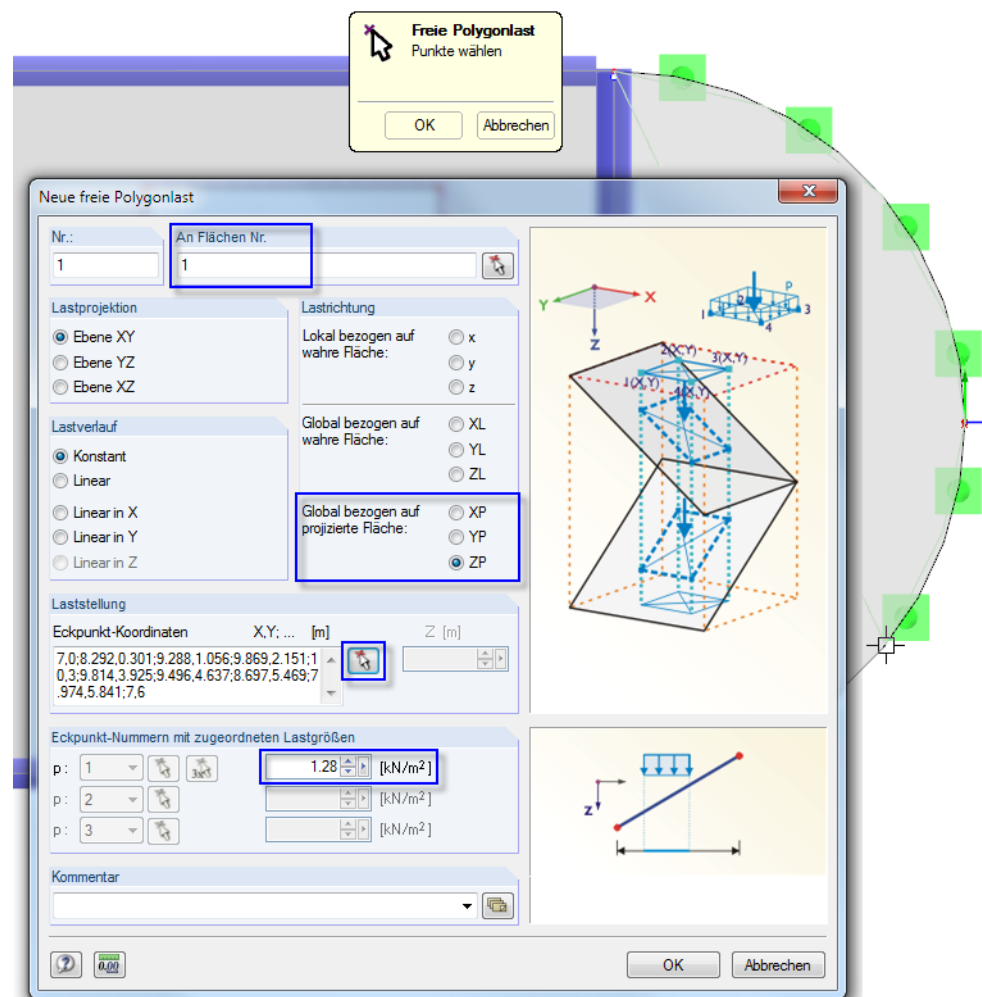 Freie Polygonlast
Punkte wählen
OK Abbrechen
Neue freie Polygonlast
Nr.: An Flächen Nr.
1 1
Lastprojektion
Ebene XY
Ebene YZ
Ebene XZ
Lastrichtung
Lokal bezogen auf x
wahre Fläche: y
z
Global bezogen auf XL
wahre Fläche: YL
ZL
Global bezogen auf XP
projizierte Fläche: YP
ZP
Lastverlauf
Konstant
Linear
Linear in X
Linear in Y
Linear in Z
Laststellung
Eckpunkt-Koordinaten X,Y; ... [m] Z [m]
7,0;8.292,0.301;9.288,1.056;9.869,2.151;1
0,3;9.814,3.925;9.496,4.637;8.697,5.469;7
.974,5.841;7,6
Eckpunkt-Nummern mit zugeordneten Lastgrößen
p: 1 3x 1.28 [kN/m²]
p: 2 [kN/m²]
p: 3 [kN/m²]
Kommentar
Y X P
1 2 3
4
Z
2(X,Y) 3(X,Y)
1(X,Y) 4(X,Y)
z
0.00
OK Abbrechen